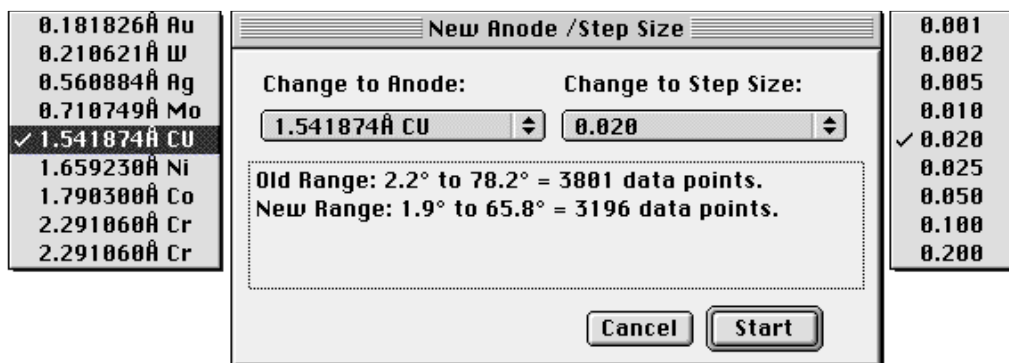 0.181826Å Au
0.210621Å W
0.560884Å Ag
0.710749Å Mo
✓ 1.541874Å CU
1.659230Å Ni
1.790300Å Co
2.291060Å Cr
2.291060Å Cr
New Anode /Step Size
Change to Anode:
Change to Step Size:
1.541874Å CU
0.020
Old Range: 2.2° to 78.2° = 3801 data points.
New Range: 1.9° to 65.8° = 3196 data points.
Cancel
Start
0.001
0.002
0.005
0.010
✓ 0.020
0.025
0.050
0.100
0.200